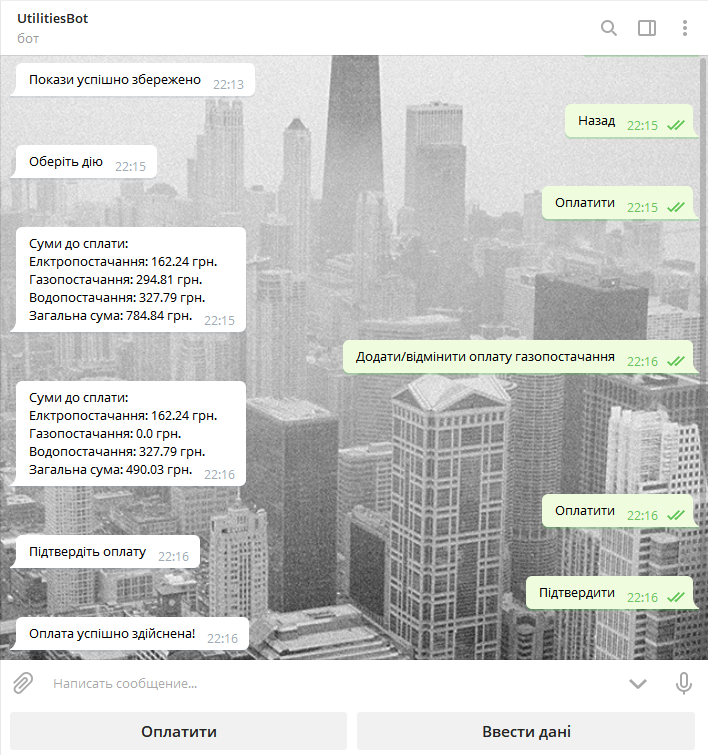 UtilitiesBot
бот
Покази успішно збережено 22:13
Назад 22:15
Оберіть дію 22:15
Оплатити 22:15
Суми до сплати:
Елктропостачання: 162.24 грн.
Газопостачання: 294.81 грн.
Водопостачання: 327.79 грн.
Загальна сума: 784.84 грн. 22:15
Додати/відмінити оплату газопостачання 22:16
Суми до сплати:
Елктропостачання: 162.24 грн.
Газопостачання: 0.0 грн.
Водопостачання: 327.79 грн.
Загальна сума: 490.03 грн. 22:16
Оплатити 22:16
Підтвердіть оплату 22:16
Підтвердити 22:16
Оплата успішно здійснена! 22:16
Написать сообщение...
Оплатити
Ввести дані